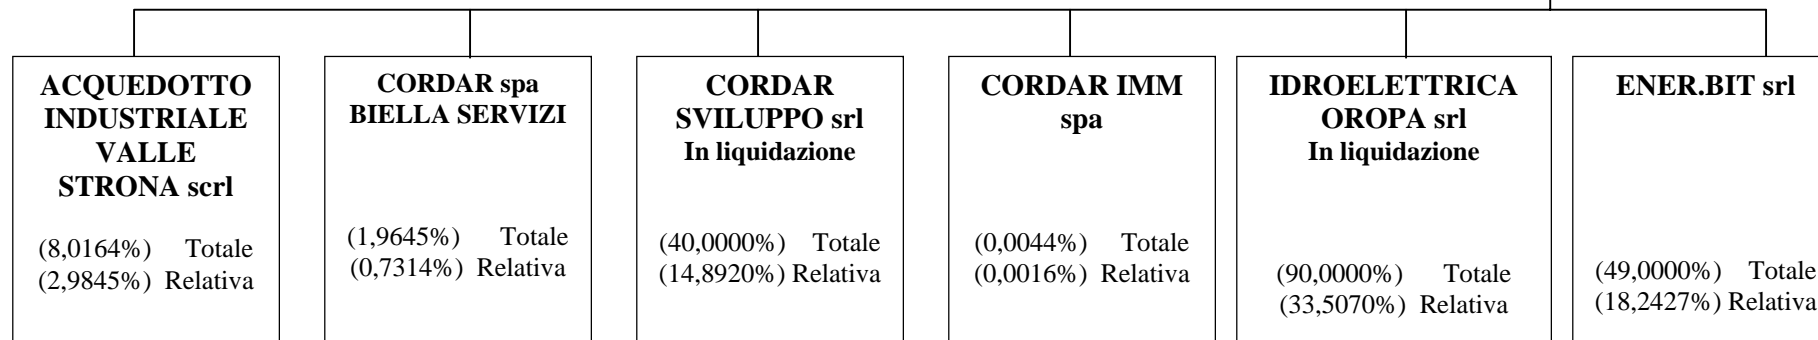 ACQUEDOTTO
INDUSTRIALE
VALLE
STRONA scrl
(8,0164%) Totale
(2,9845%) Relativa
CORDAR spa
BIELLA SERVIZI
(1,9645%) Totale
(0,7314%) Relativa
CORDAR
SVILUPPO srl
In liquidazione
(40,0000%) Totale
(14,8920%) Relativa
CORDAR IMM
spa
(0,0044%) Totale
(0,0016%) Relativa
IDROELETTRICA
OROPA srl
In liquidazione
(90,0000%) Totale
(33,5070%) Relativa
ENER.BIT srl
(49,0000%) Totale
(18,2427%) Relativa